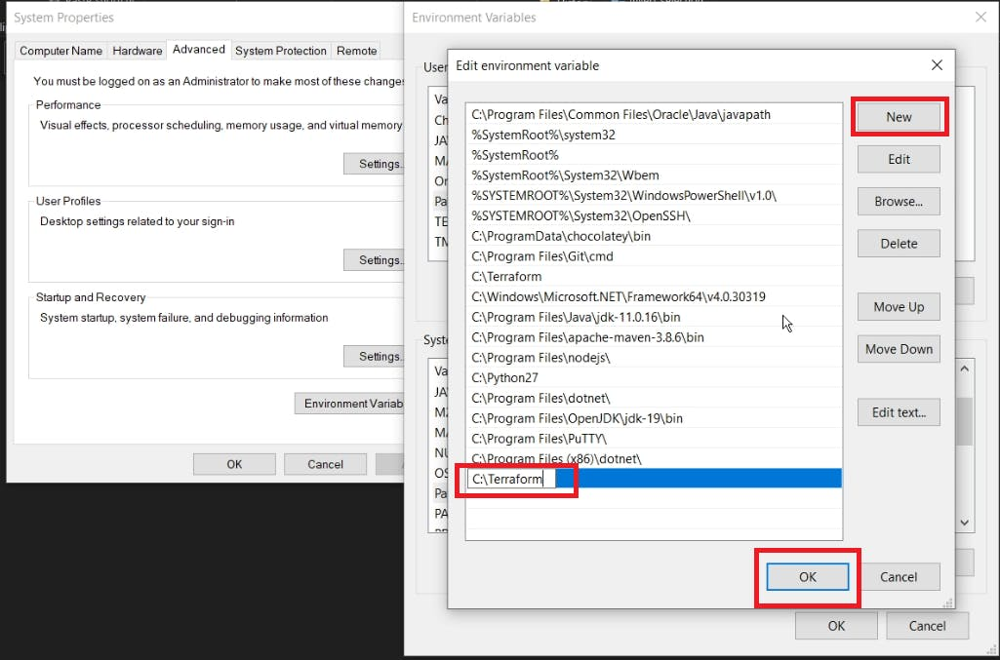 System Properties
Computer Name
Hardware
Advanced
System Protection
Remote
You must be logged on as an Administrator to make most of these changes
Performance
Visual effects, processor scheduling, memory usage, and virtual memory
Settings..
User Profiles
Desktop settings related to your sign-in
Settings..
Startup and Recovery
System startup, system failure, and debugging information
Settings..
Environment Variab
OK
Cancel
Environment Variables
User
Va
Ch
JA
MA
On
Pa
TE
TM
Syste
Va
JA
M2
MA
NU
OS
Pa
PA
OK
Cancel
Edit environment variable
C:\Program Files\Common Files\Oracle\Java\javapath
%SystemRoot%\system32
%SystemRoot%
%SystemRoot%\System32\Wbem
%SYSTEMROOT%\System32\WindowsPowerShell\v1.0\
%SYSTEMROOT%\System32\OpenSSH\
C:\ProgramData\chocolatey\bin
C:\Program Files\Git\cmd
C:\Terraform
C:\Windows\Microsoft.NET\Framework64\v4.0.30319
C:\Program Files\Java\jdk-11.0.16\bin
C:\Program Files\apache-maven-3.8.6\bin
C:\Program Files\nodejs\
C:\Python27
C:\Program Files\dotnet\
C:\Program Files\OpenJDK\jdk-19\bin
C:\Program Files\PuTTY\
C:\Program Files (x86)\dotnet\
C:\Terraform
New
Edit
Browse...
Delete
Move Up
Move Down
Edit text...
OK
Cancel